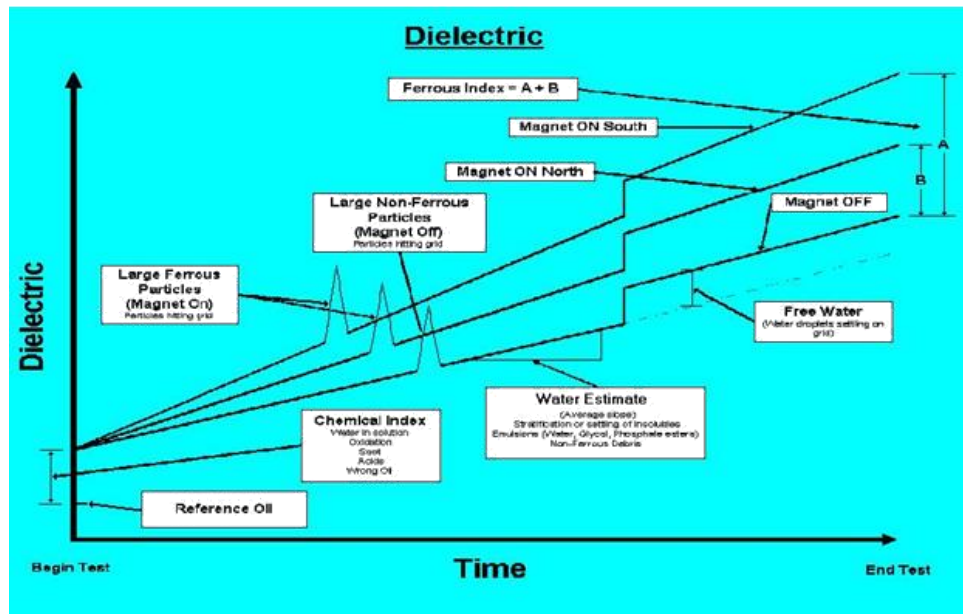 Dielectric
Ferrous Index = A + B
Magnet ON South
A
Magnet ON North
B
Large Non-Ferrous
Particles
(Magnet Off)
Particles hitting grid
Magnet OFF
Large Ferrous
Particles
(Magnet On)
Particles hitting grid
Dielectric
Free Water
(Water droplets settling on
grid)
Water Estimate
(Average slope)
Stratification or settling of insolubles
Emulsions (Water, Glycol, Phosphate esters)
Non-Ferrous Debris
Chemical Index
Water in solution
Oxidation
Soot
Acids
Wrong Oil
Reference Oil
Begin Test
Time
End Test